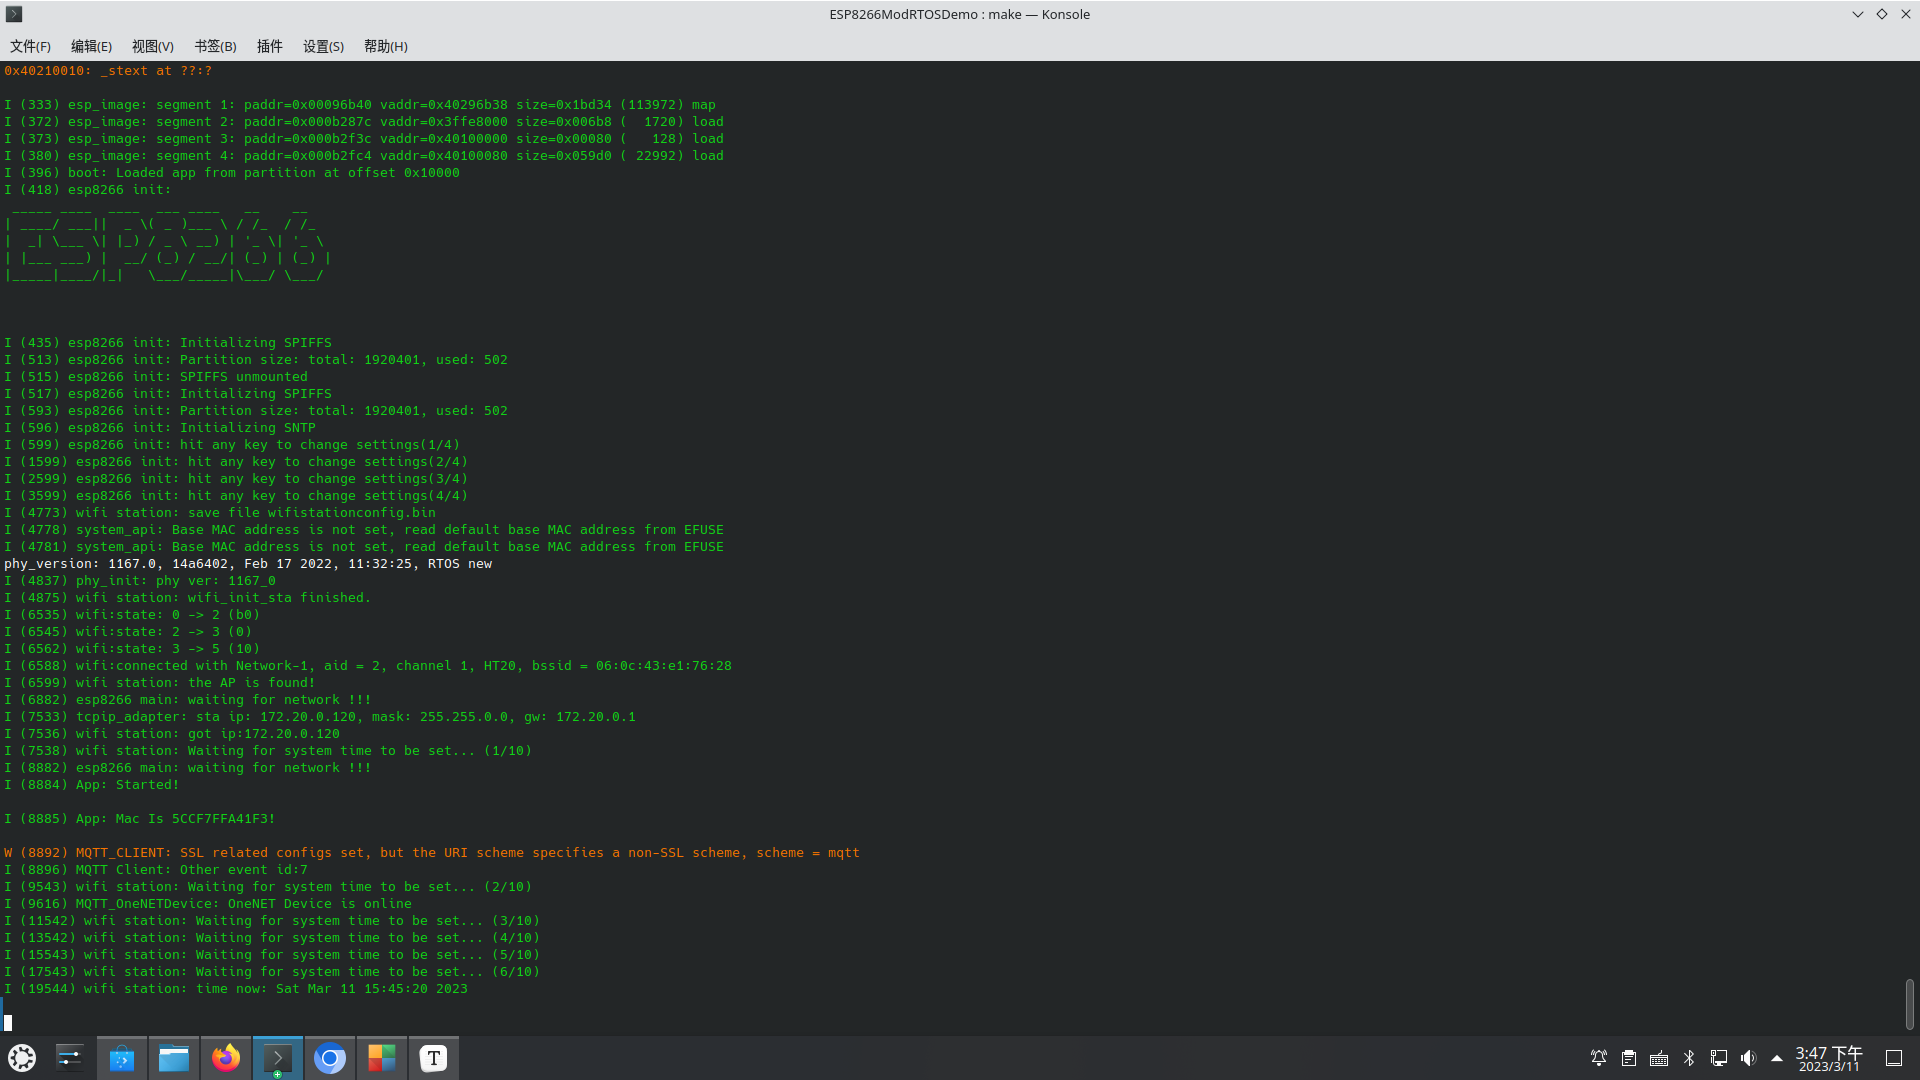 ESP8266ModRTOSDemo : make — Konsole
文件(F) 编辑(E) 视图(V) 书签(B) 插件 设置(S) 帮助(H)
0x40210010: _stext at ??:?
I (333) esp_image: segment 1: paddr=0x00096b40 vaddr=0x40296b38 size=0x1bd34 (113972) map
I (372) esp_image: segment 2: paddr=0x000b287c vaddr=0x3ffe8000 size=0x006b8 (  1720) load
I (373) esp_image: segment 3: paddr=0x000b2f3c vaddr=0x40100000 size=0x00080 (   128) load
I (380) esp_image: segment 4: paddr=0x000b2fc4 vaddr=0x40100080 size=0x059d0 ( 22992) load
I (396) boot: Loaded app from partition at offset 0x10000
I (418) esp8266 init:
ESP8266
I (435) esp8266 init: Initializing SPIFFS
I (513) esp8266 init: Partition size: total: 1920401, used: 502
I (515) esp8266 init: SPIFFS unmounted
I (517) esp8266 init: Initializing SPIFFS
I (593) esp8266 init: Partition size: total: 1920401, used: 502
I (596) esp8266 init: Initializing SNTP
I (599) esp8266 init: hit any key to change settings(1/4)
I (1599) esp8266 init: hit any key to change settings(2/4)
I (2599) esp8266 init: hit any key to change settings(3/4)
I (3599) esp8266 init: hit any key to change settings(4/4)
I (4773) wifi station: save file wifistationconfig.bin
I (4778) system_api: Base MAC address is not set, read default base MAC address from EFUSE
I (4781) system_api: Base MAC address is not set, read default base MAC address from EFUSE
phy_version: 1167.0, 14a6402, Feb 17 2022, 11:32:25, RTOS new
I (4837) phy_init: phy ver: 1167_0
I (4875) wifi station: wifi_init_sta finished.
I (6535) wifi:state: 0 -> 2 (b0)
I (6545) wifi:state: 2 -> 3 (0)
I (6562) wifi:state: 3 -> 5 (10)
I (6588) wifi:connected with Network-1, aid = 2, channel 1, HT20, bssid = 06:0c:43:e1:76:28
I (6599) wifi station: the AP is found!
I (6882) esp8266 main: waiting for network !!!
I (7533) tcpip_adapter: sta ip: 172.20.0.120, mask: 255.255.0.0, gw: 172.20.0.1
I (7536) wifi station: got ip:172.20.0.120
I (7538) wifi station: Waiting for system time to be set... (1/10)
I (8882) esp8266 main: waiting for network !!!
I (8884) App: Started!
I (8885) App: Mac Is 5CCF7FFA41F3!
W (8892) MQTT_CLIENT: SSL related configs set, but the URI scheme specifies a non-SSL scheme, scheme = mqtt
I (8896) MQTT Client: Other event id:7
I (9543) wifi station: Waiting for system time to be set... (2/10)
I (9616) MQTT_OneNETDevice: OneNET Device is online
I (11542) wifi station: Waiting for system time to be set... (3/10)
I (13542) wifi station: Waiting for system time to be set... (4/10)
I (15543) wifi station: Waiting for system time to be set... (5/10)
I (17543) wifi station: Waiting for system time to be set... (6/10)
I (19544) wifi station: time now: Sat Mar 11 15:45:20 2023
T
3:47 下午
2023/3/11